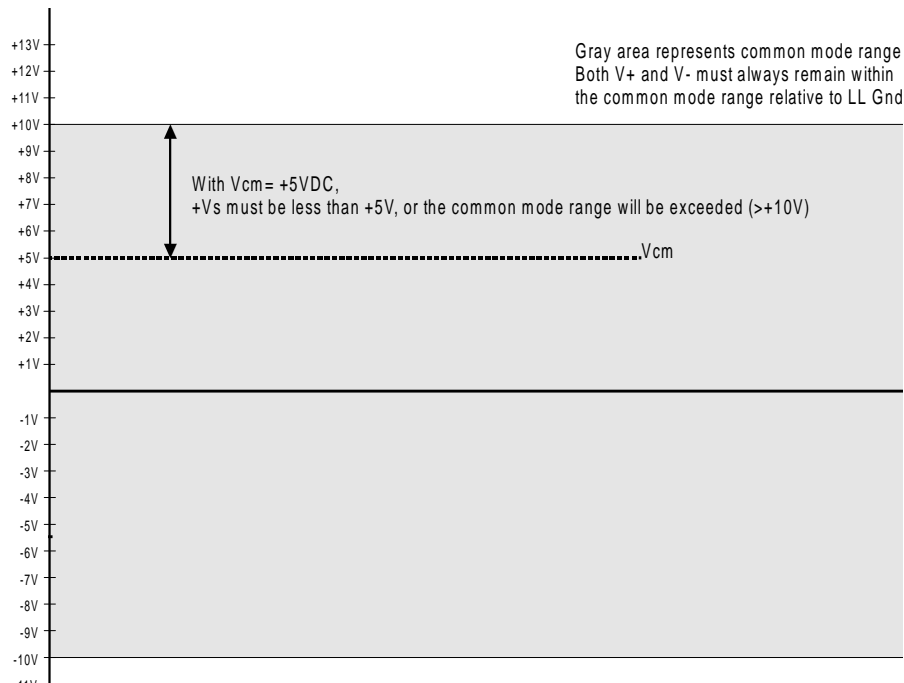 Gray area represents common mode range
Both V+ and V- must always remain within
the common mode range relative to LL Gnd
+13V
+12V
+11V
+10V
+9V
+8V
+7V
+6V
+5V
+4V
+3V
+2V
+1V
With Vcm= +5VDC,
+Vs must be less than +5V, or the common mode range will be exceeded (>+10V)
Vcm
-1V
-2V
-3V
-4V
-5V
-6V
-7V
-8V
-9V
-10V